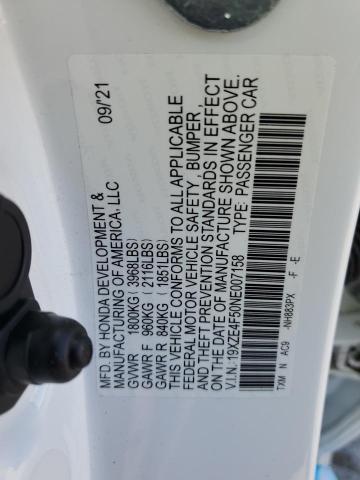 MFD. BY HONDA DEVELOPMENT & 09/'21
MANUFACTURING OF AMERICA, LLC
GVWR 1800KG (3968LBS)
GAWR F 960KG (2116LBS)
GAWR R 840KG (1851LBS)
THIS VEHICLE CONFORMS TO ALL APPLICABLE
FEDERAL MOTOR VEHICLE SAFETY, BUMPER,
AND THEFT PREVENTION STANDARDS IN EFFECT
ON THE DATE OF MANUFACTURE SHOWN ABOVE.
V.I.N.:19XZE4F50NE007158 TYPE: PASSENGER CAR
TXM N AC9 -NH883PX -F -E